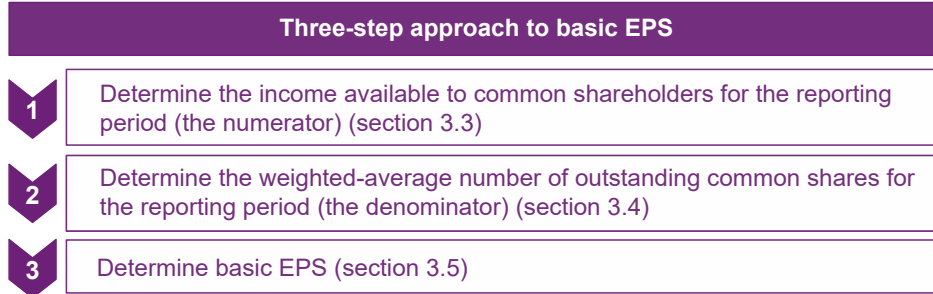 Three-step approach to basic EPS
1
Determine the income available to common shareholders for the reporting
period (the numerator) (section 3.3)
2
Determine the weighted-average number of outstanding common shares for
the reporting period (the denominator) (section 3.4)
3
Determine basic EPS (section 3.5)